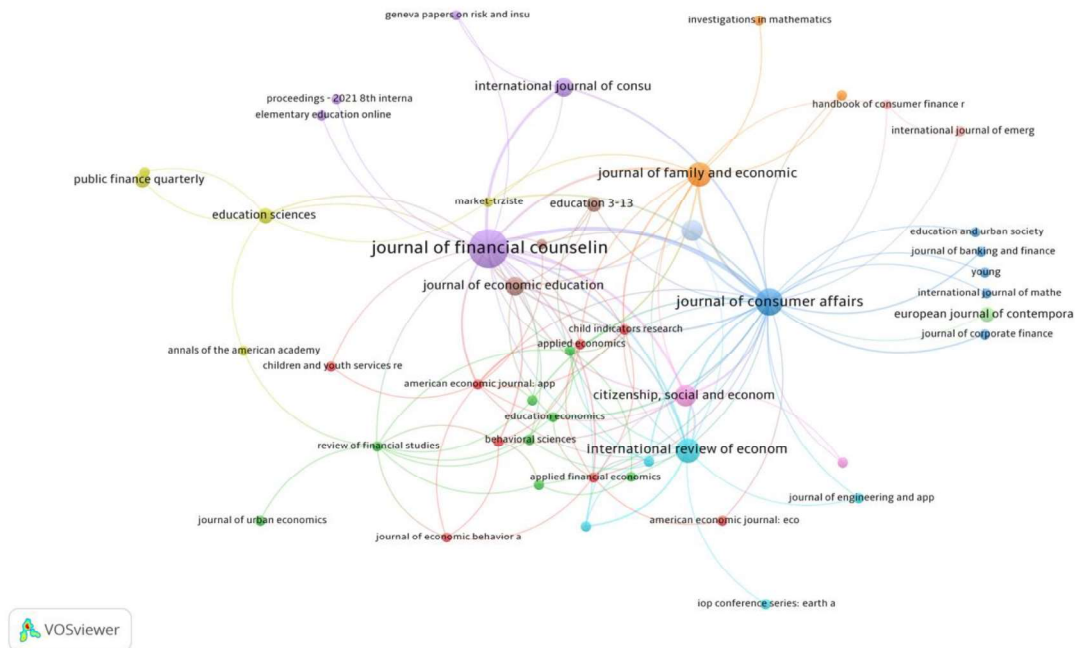 geneva papers on risk and insu
investigations in mathematics
international journal of consu
proceedings - 2021 8th interna
handbook of consumer finance r
elementary education online
international journal of emerg
journal of family and economic
public finance quarterly
market-trziste
education 3-13
education sciences
education and urban society
journal of financial counselin
journal of banking and finance
young
journal of economic education
international journal of mathe
journal of consumer affairs
european journal of contempora
child indicators research
journal of corporate finance
applied economics
annals of the american academy
children and youth services re
american economic journal: app
citizenship, social and econom
education economics
behavioral sciences
review of financial studies
international review of econom
applied financial economics
journal of engineering and app
journal of urban economics
american economic journal: eco
journal of economic behavior a
iop conference series: earth a
VOSviewer